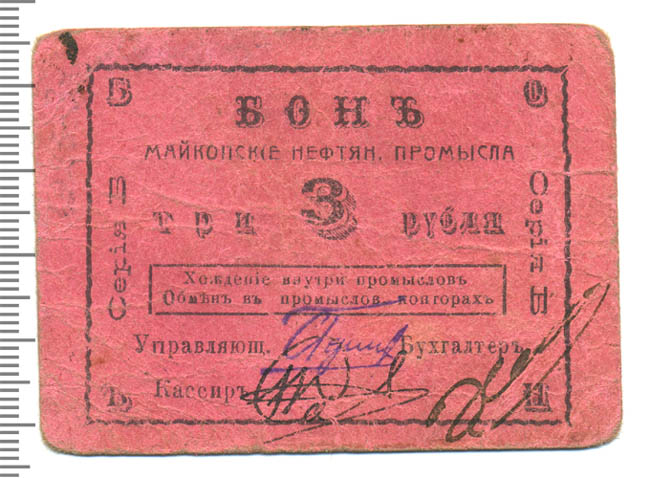 Б О
БОНЪ
МАЙКОПСКІЕ НЕФТЯН. ПРОМЫСЛА
3
три рубля
Серія Б
Серія Б
Хожденіе внутри промысловъ
Обмѣнъ въ промыслов. конторахъ
Управляющ. Бухгалтеръ
Кассиръ
Ъ Н